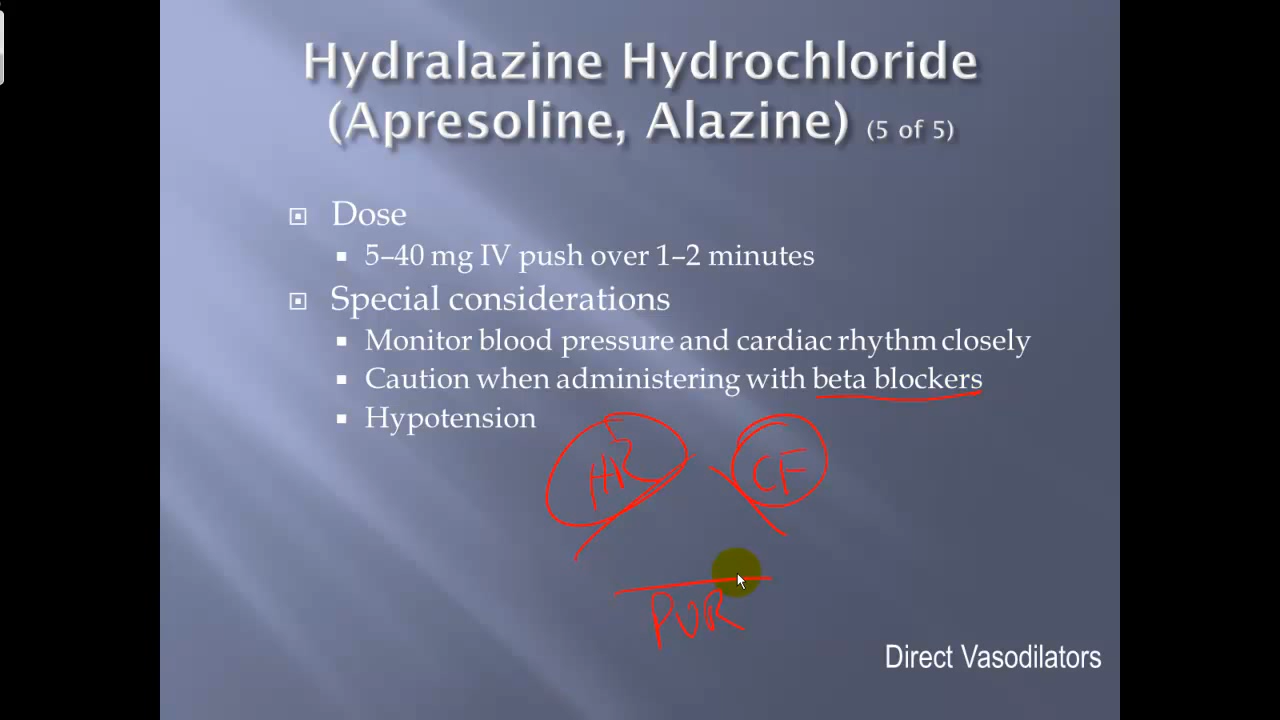 Hydralazine Hydrochloride
(Apresoline, Alazine) (5 of 5)
Dose
5–40 mg IV push over 1–2 minutes
Special considerations
Monitor blood pressure and cardiac rhythm closely
Caution when administering with beta blockers
Hypotension
HR CF
PVR
Direct Vasodilators